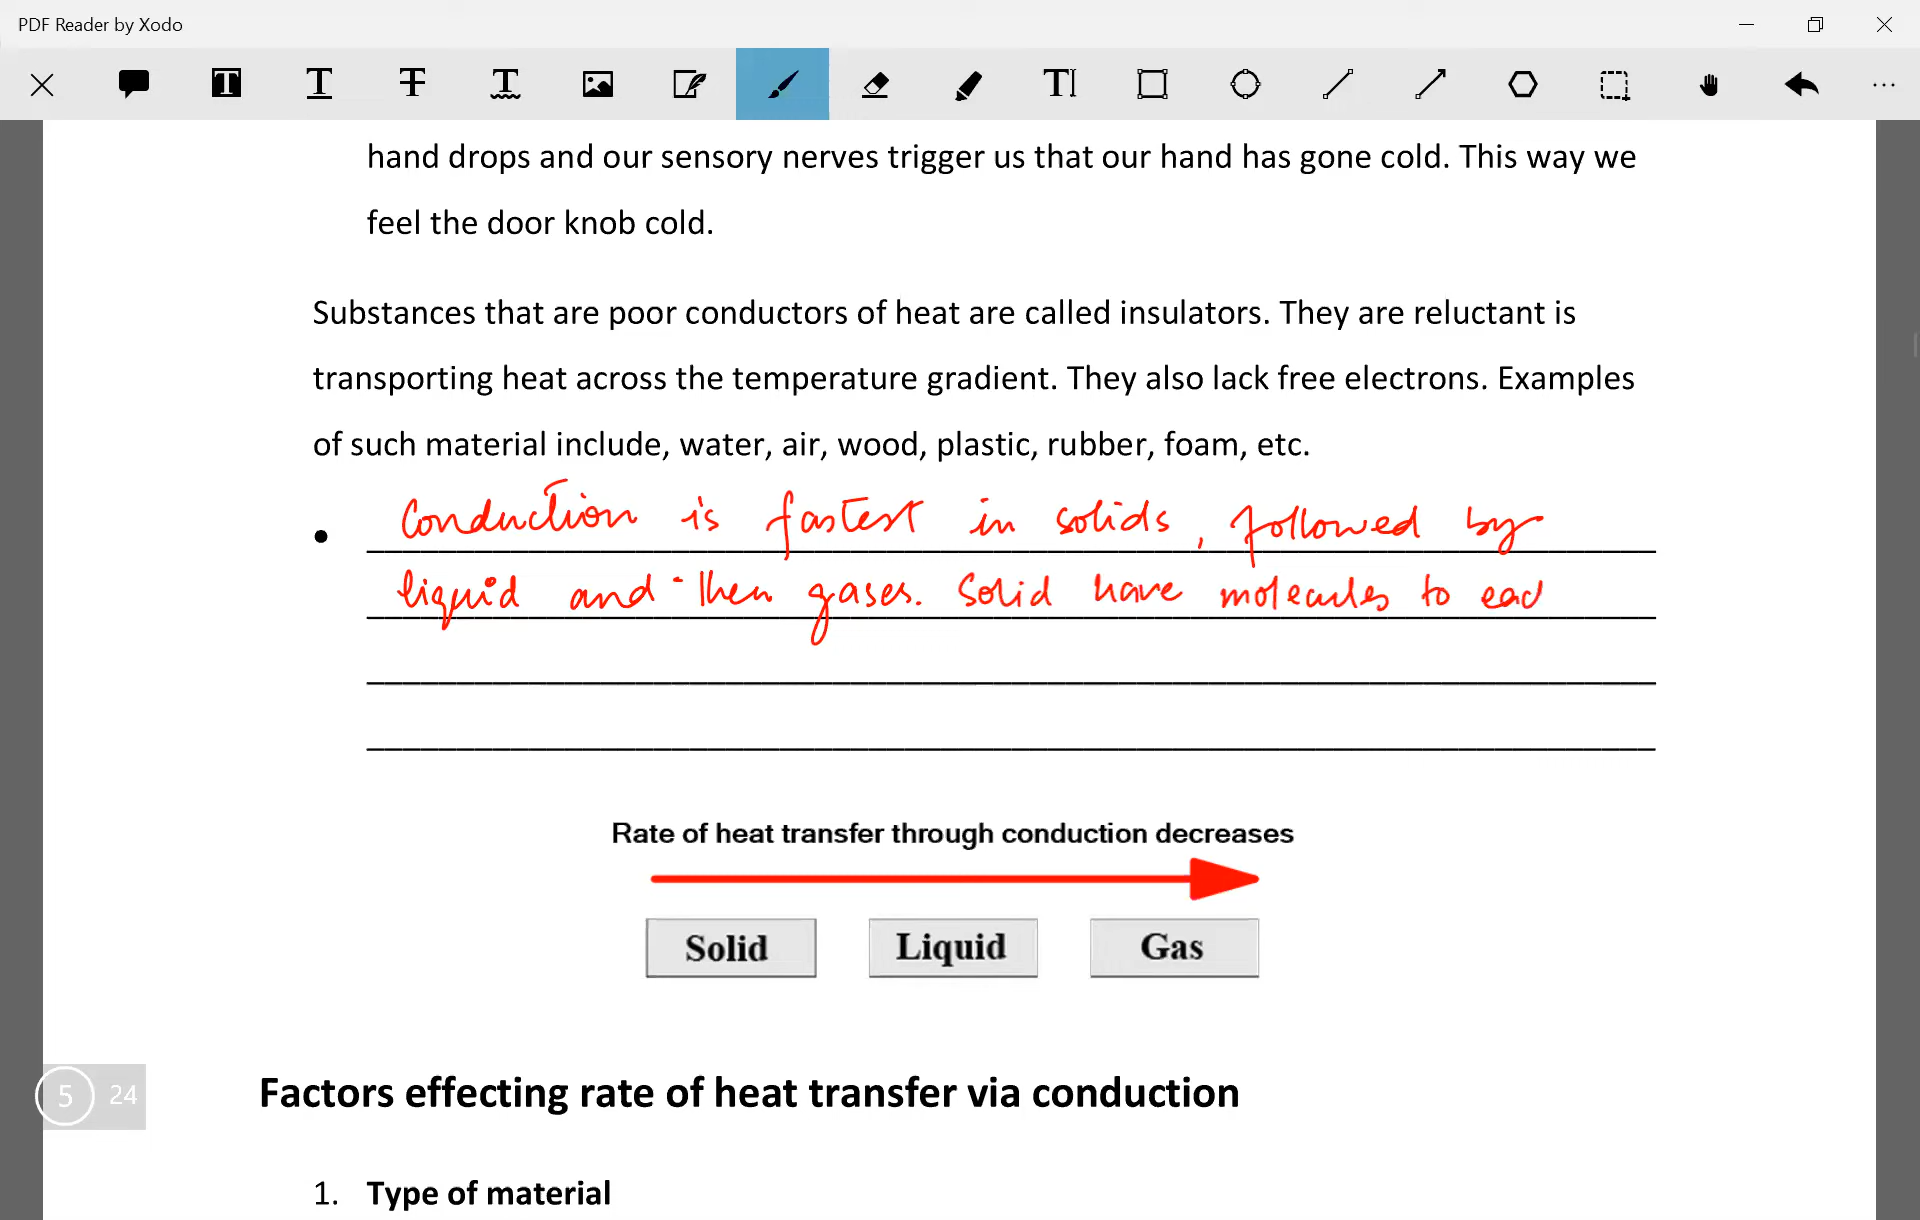 PDF Reader by Xodo
hand drops and our sensory nerves trigger us that our hand has gone cold. This way we
feel the door knob cold.
Substances that are poor conductors of heat are called insulators. They are reluctant is
transporting heat across the temperature gradient. They also lack free electrons. Examples
of such material include, water, air, wood, plastic, rubber, foam, etc.
• Conduction is fastest in solids, followed by
liquid and then gases. Solid have molecules to eac
Rate of heat transfer through conduction decreases
Solid Liquid Gas
5 24
Factors effecting rate of heat transfer via conduction
1. Type of material